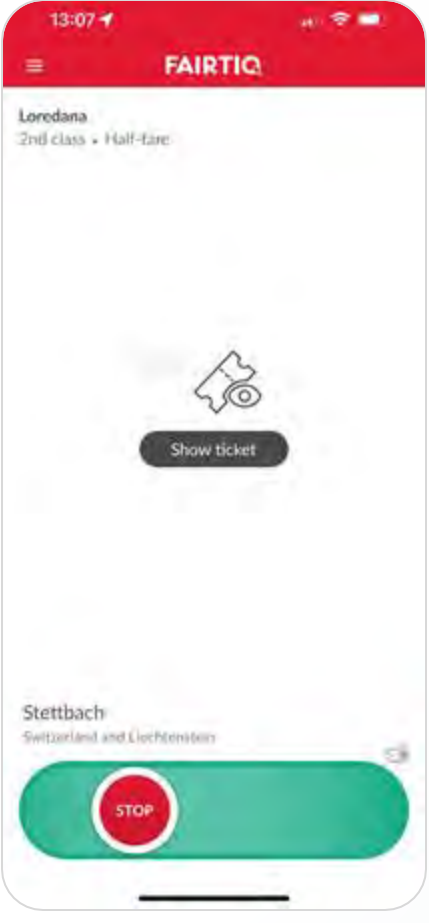 13:07
FAIRTIQ
Loredana
2nd class • Half-fare
Show ticket
Stettbach
Switzerland and Liechtenstein
STOP